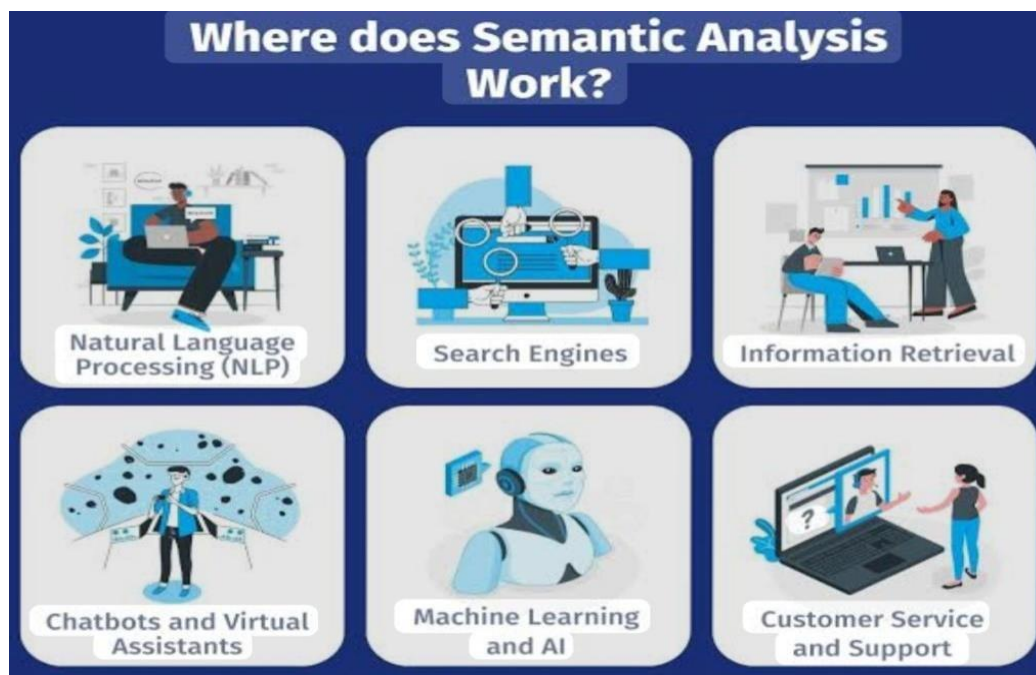 Where does Semantic Analysis
Work?
Natural Language
Processing (NLP)
Search Engines
Information Retrieval
Chatbots and Virtual
Assistants
Machine Learning
and AI
?
Customer Service
and Support